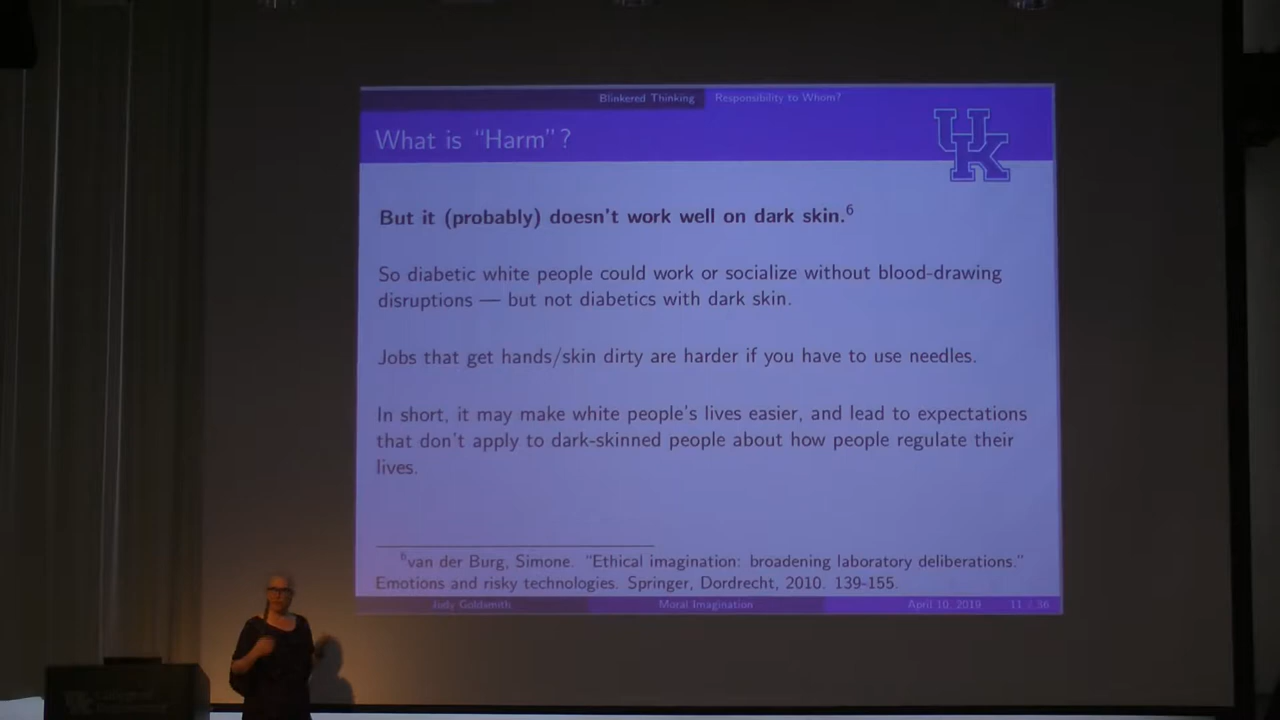 Blinkered Thinking
Responsibility to Whom?
What is “Harm”?
UK
But it (probably) doesn't work well on dark skin.6
So diabetic white people could work or socialize without blood-drawing
disruptions — but not diabetics with dark skin.
Jobs that get hands/skin dirty are harder if you have to use needles.
In short, it may make white people's lives easier, and lead to expectations
that don't apply to dark-skinned people about how people regulate their
lives.
6van der Burg, Simone. “Ethical imagination: broadening laboratory deliberations.”
Emotions and risky technologies. Springer, Dordrecht, 2010. 139-155.
Judy Goldsmith
Moral Imagination
April 10, 2019
11 / 36